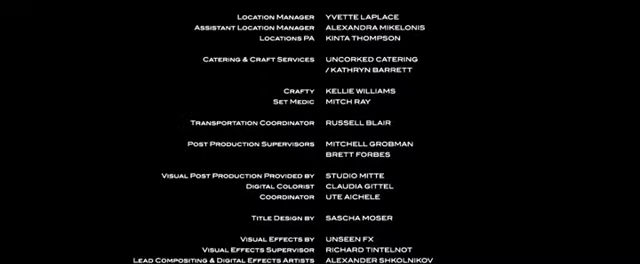 Location Manager YVETTE LAPLACE
Assistant Location Manager ALEXANDRA MIKELONIS
Locations PA KINTA THOMPSON
Catering & Craft Services UNCORKED CATERING
/ KATHRYN BARRETT
Crafty KELLIE WILLIAMS
Set Medic MITCH RAY
Transportation Coordinator RUSSELL BLAIR
Post Production Supervisors MITCHELL GROBMAN
BRETT FORBES
Visual Post Production Provided by STUDIO MITTE
Digital Colorist CLAUDIA GITTEL
Coordinator UTE AICHELE
Title Design by SASCHA MOSER
Visual Effects by UNSEEN FX
Visual Effects Supervisor RICHARD TINTELNOT
Lead Compositing & Digital Effects Artists ALEXANDER SHKOLNIKOV